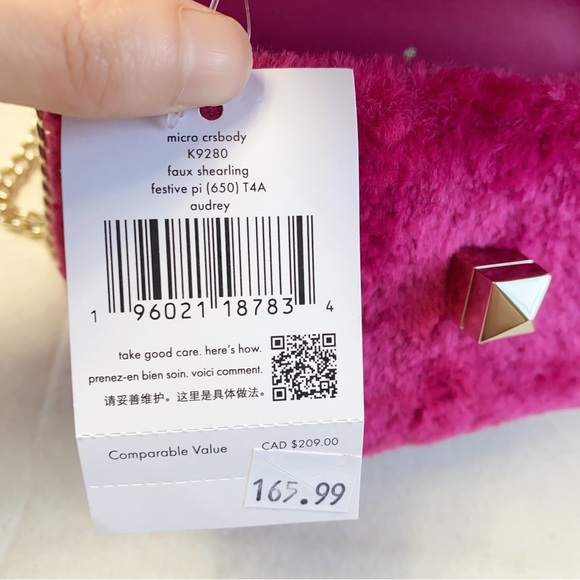 micro crsbody
K9280
faux shearling
festive pi (650) T4A
audrey
1 96021 18783 4
take good care. here's how.
prenez-en bien soin. voici comment.
请妥善维护。这里是具体做法。
Comparable Value CAD $209.00
165.99